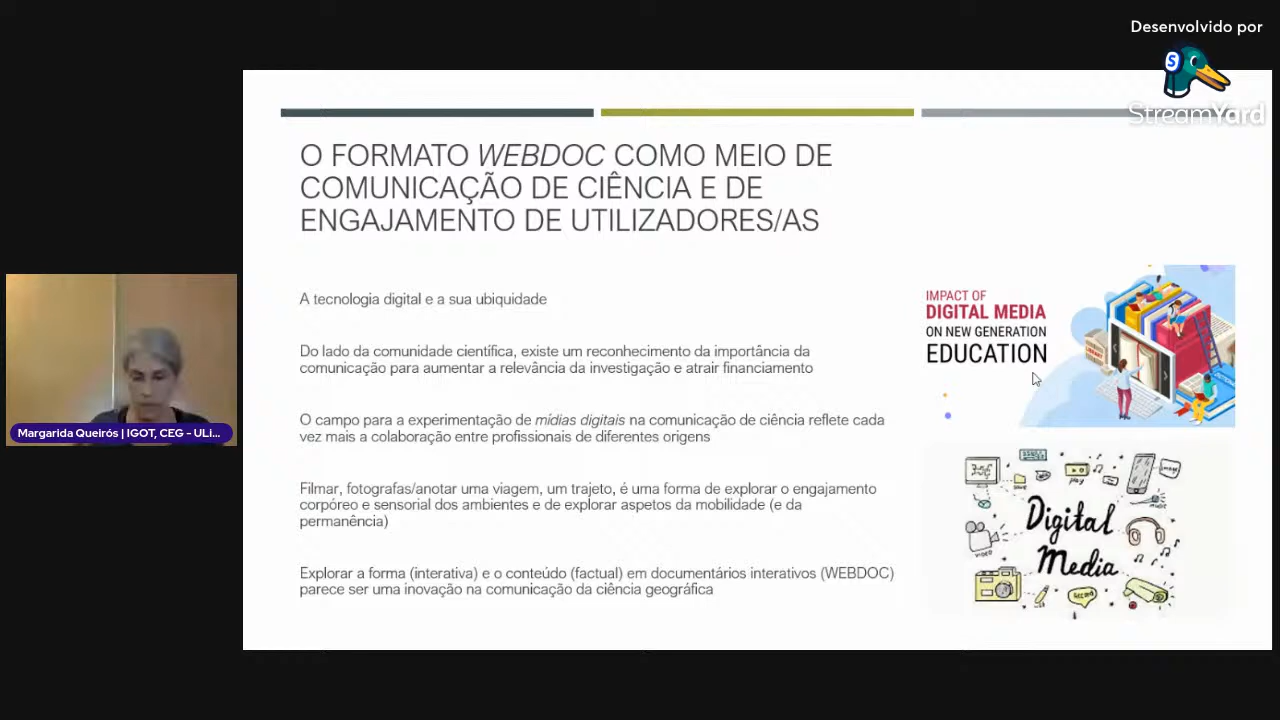 Desenvolvido por
S
StreamYard
O FORMATO WEBDOC COMO MEIO DE
COMUNICAÇÃO DE CIÊNCIA E DE
ENGAJAMENTO DE UTILIZADORES/AS
A tecnologia digital e a sua ubiquidade
Do lado da comunidade científica, existe um reconhecimento da importância da
comunicação para aumentar a relevância da investigação e atrair financiamento
O campo para a experimentação de mídias digitais na comunicação de ciência reflete cada
vez mais a colaboração entre profissionais de diferentes origens
Filmar, fotografas/anotar uma viagem, um trajeto, é uma forma de explorar o engajamento
corpóreo e sensorial dos ambientes e de explorar aspetos da mobilidade (e da
permanência)
Explorar a forma (interativa) e o conteúdo (factual) em documentários interativos (WEBDOC)
parece ser uma inovação na comunicação da ciência geográfica
IMPACT OF
DIGITAL MEDIA
ON NEW GENERATION
EDUCATION
Digital
Media
VIDEO
Margarida Queirós | IGOT, CEG - ULi...